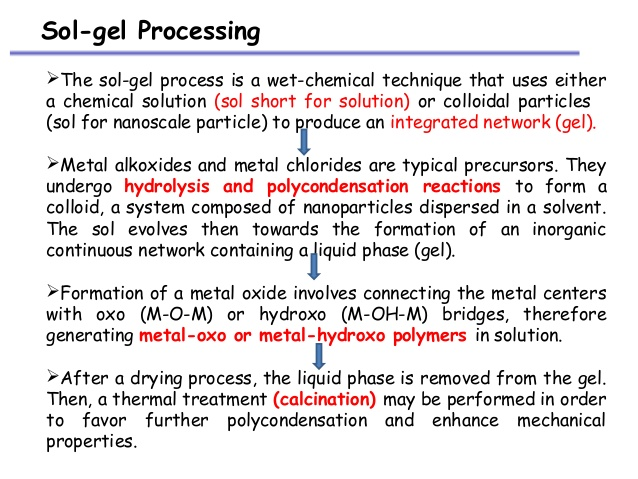 Sol-gel Processing
➢The sol-gel process is a wet-chemical technique that uses either
a chemical solution (sol short for solution) or colloidal particles
(sol for nanoscale particle) to produce an integrated network (gel).
➢Metal alkoxides and metal chlorides are typical precursors. They
undergo hydrolysis and polycondensation reactions to form a
colloid, a system composed of nanoparticles dispersed in a solvent.
The sol evolves then towards the formation of an inorganic
continuous network containing a liquid phase (gel).
➢Formation of a metal oxide involves connecting the metal centers
with oxo (M-O-M) or hydroxo (M-OH-M) bridges, therefore
generating metal-oxo or metal-hydroxo polymers in solution.
➢After a drying process, the liquid phase is removed from the gel.
Then, a thermal treatment (calcination) may be performed in order
to favor further polycondensation and enhance mechanical
properties.